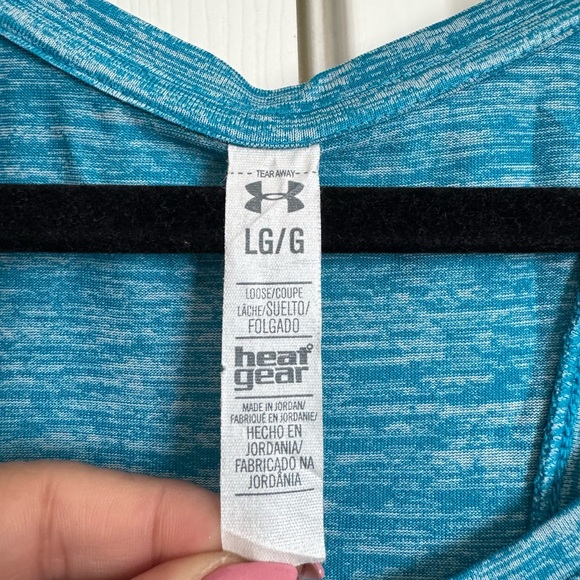 TEAR AWAY
LG/G
LOOSE/COUPE
LÂCHE/SUELTO/
FOLGADO
heat
gear
MADE IN JORDAN/
FABRIQUÉ EN JORDANIE/
HECHO EN
JORDANIA/
FABRICADO NA
JORDÂNIA